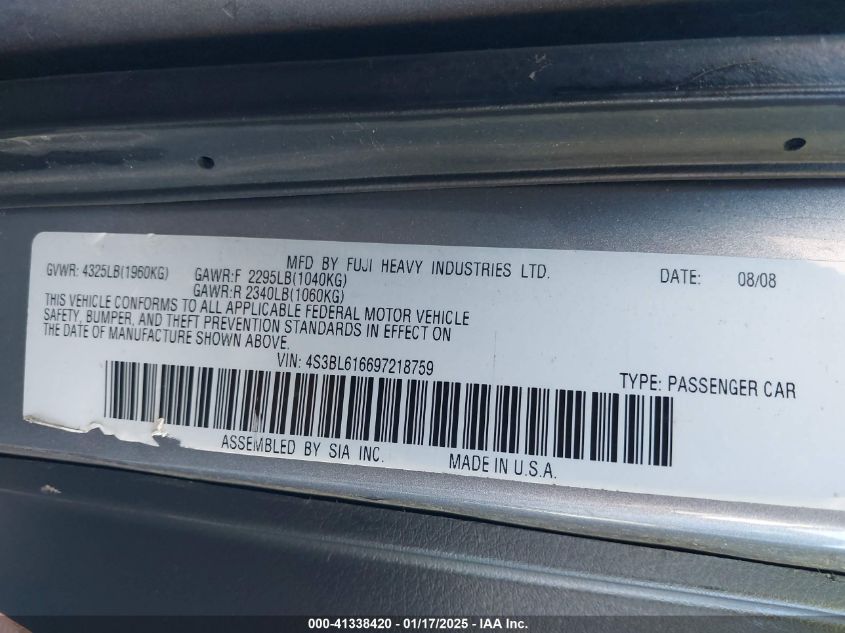 MFD BY FUJI HEAVY INDUSTRIES LTD. DATE: 08/08
GVWR: 4325LB(1960KG) GAWR:F 2295LB(1040KG)
GAWR:R 2340LB(1060KG)
THIS VEHICLE CONFORMS TO ALL APPLICABLE FEDERAL MOTOR VEHICLE
SAFETY, BUMPER, AND THEFT PREVENTION STANDARDS IN EFFECT ON
THE DATE OF MANUFACTURE SHOWN ABOVE.
VIN: 4S3BL616697218759
TYPE: PASSENGER CAR
ASSEMBLED BY SIA INC. MADE IN U.S.A.
000-41338420 — 01/17/2025 — IAA Inc.